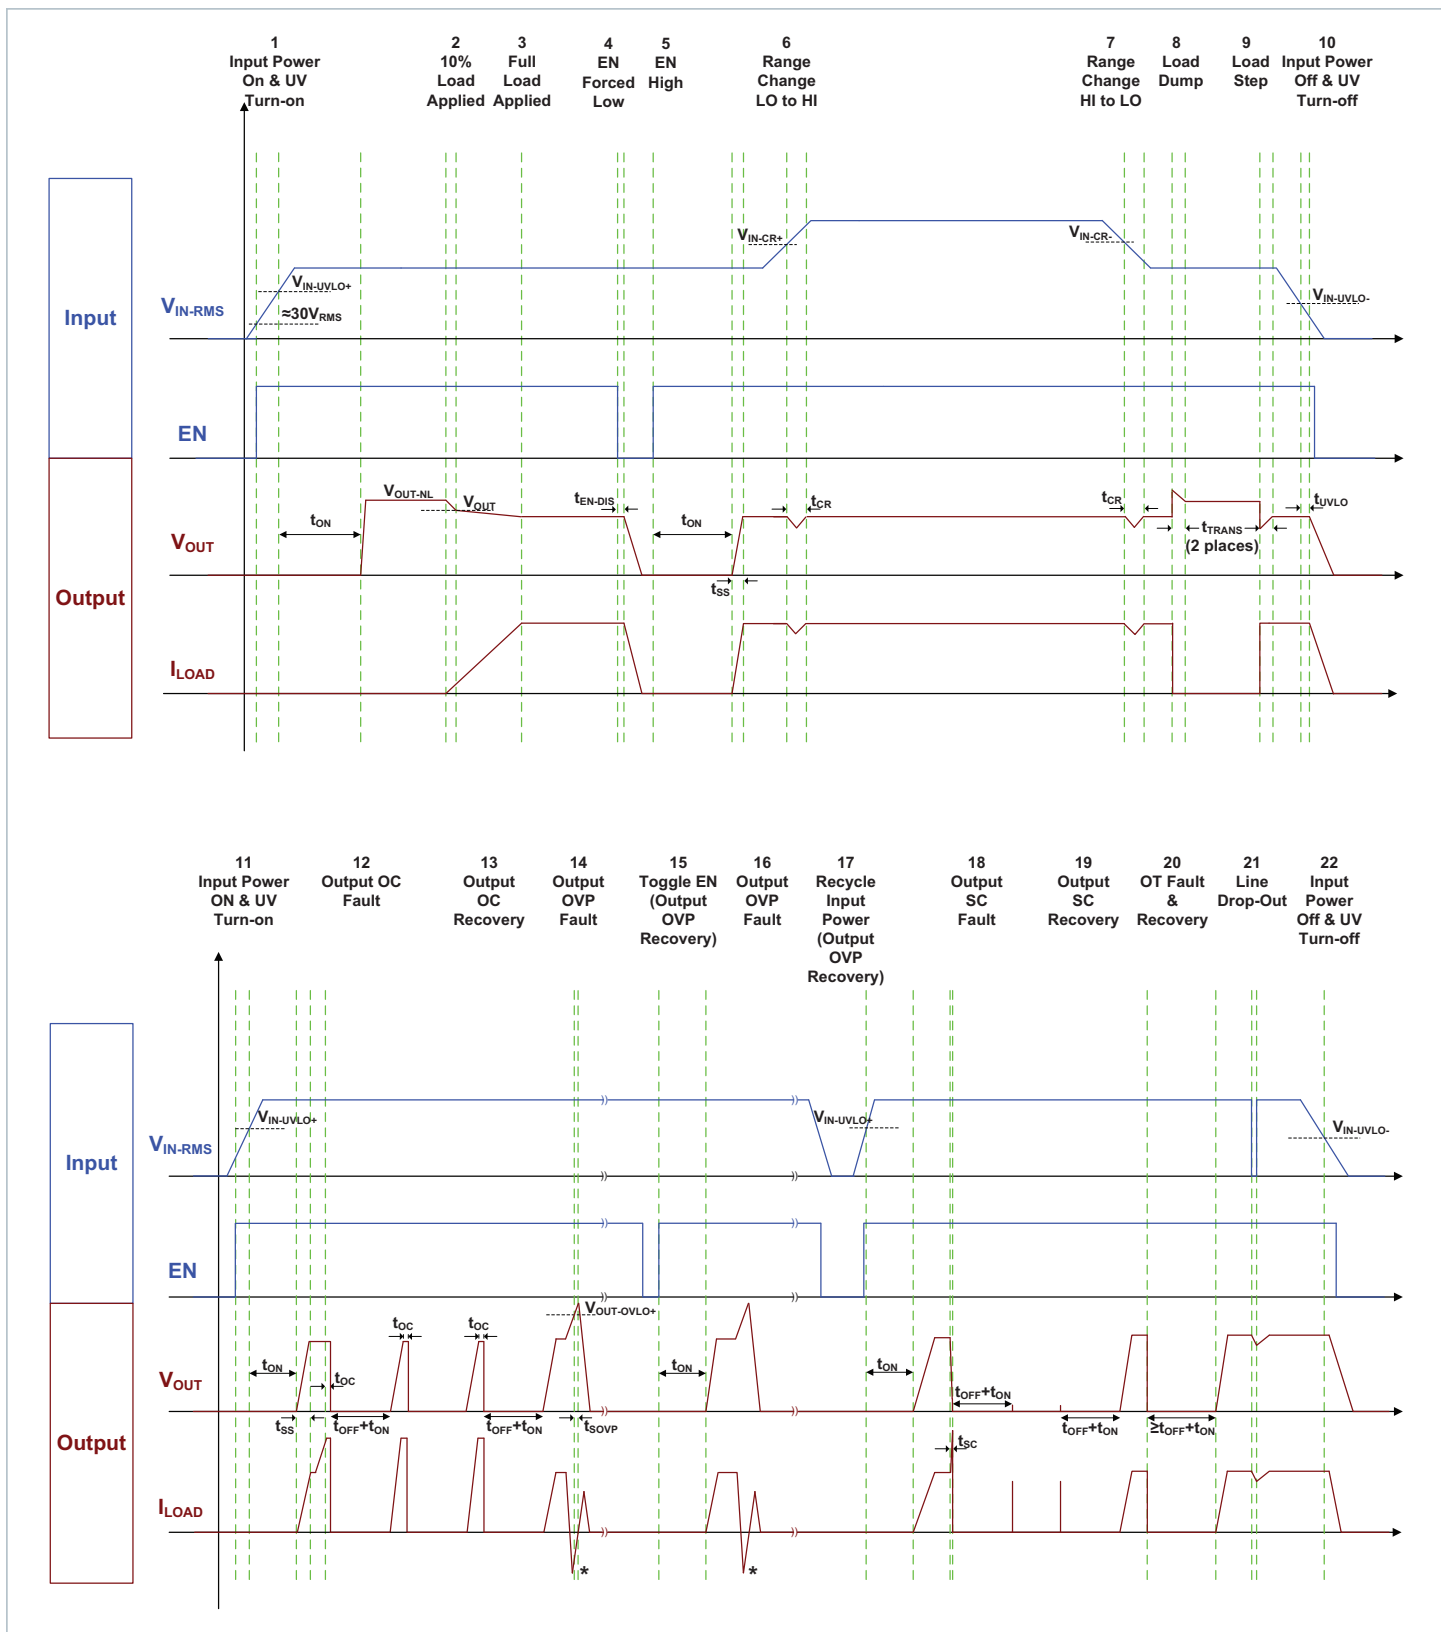 1
Input Power
On & UV
Turn-on
2
10%
Load
Applied
3
Full
Load
Applied
4
EN
Forced
Low
5
EN
High
6
Range
Change
LO to HI
7
Range
Change
HI to LO
8
Load
Dump
9
Load
Step
10
Input Power
Off & UV
Turn-off
Input
VIN-RMS
VIN-UVLO+
≈30VRMS
VIN-CR+
VIN-CR-
VIN-UVLO-
EN
Output
VOUT
tON
VOUT-NL
VOUT
tEN-DIS
tON
tSS
tCR
tCR
tTRANS
(2 places)
tUVLO
ILOAD
11
Input Power
ON & UV
Turn-on
12
Output OC
Fault
13
Output
OC
Recovery
14
Output
OVP
Fault
15
Toggle EN
(Output
OVP
Recovery)
16
Output
OVP
Fault
17
Recycle
Input
Power
(Output
OVP
Recovery)
18
Output
SC
Fault
19
Output
SC
Recovery
20
OT Fault
&
Recovery
21
Line
Drop-Out
22
Input
Power
Off & UV
Turn-off
Input
VIN-RMS
VIN-UVLO+
VIN-UVLO+
VIN-UVLO-
EN
Output
VOUT
tON
tSS
tOC
tOFF+tON
tOC
tOC
tOFF+tON
VOUT-OVLO+
tSOVP
tON
tON
tOFF+tON
tSC
tOFF+tON
≥tOFF+tON
ILOAD
*
*